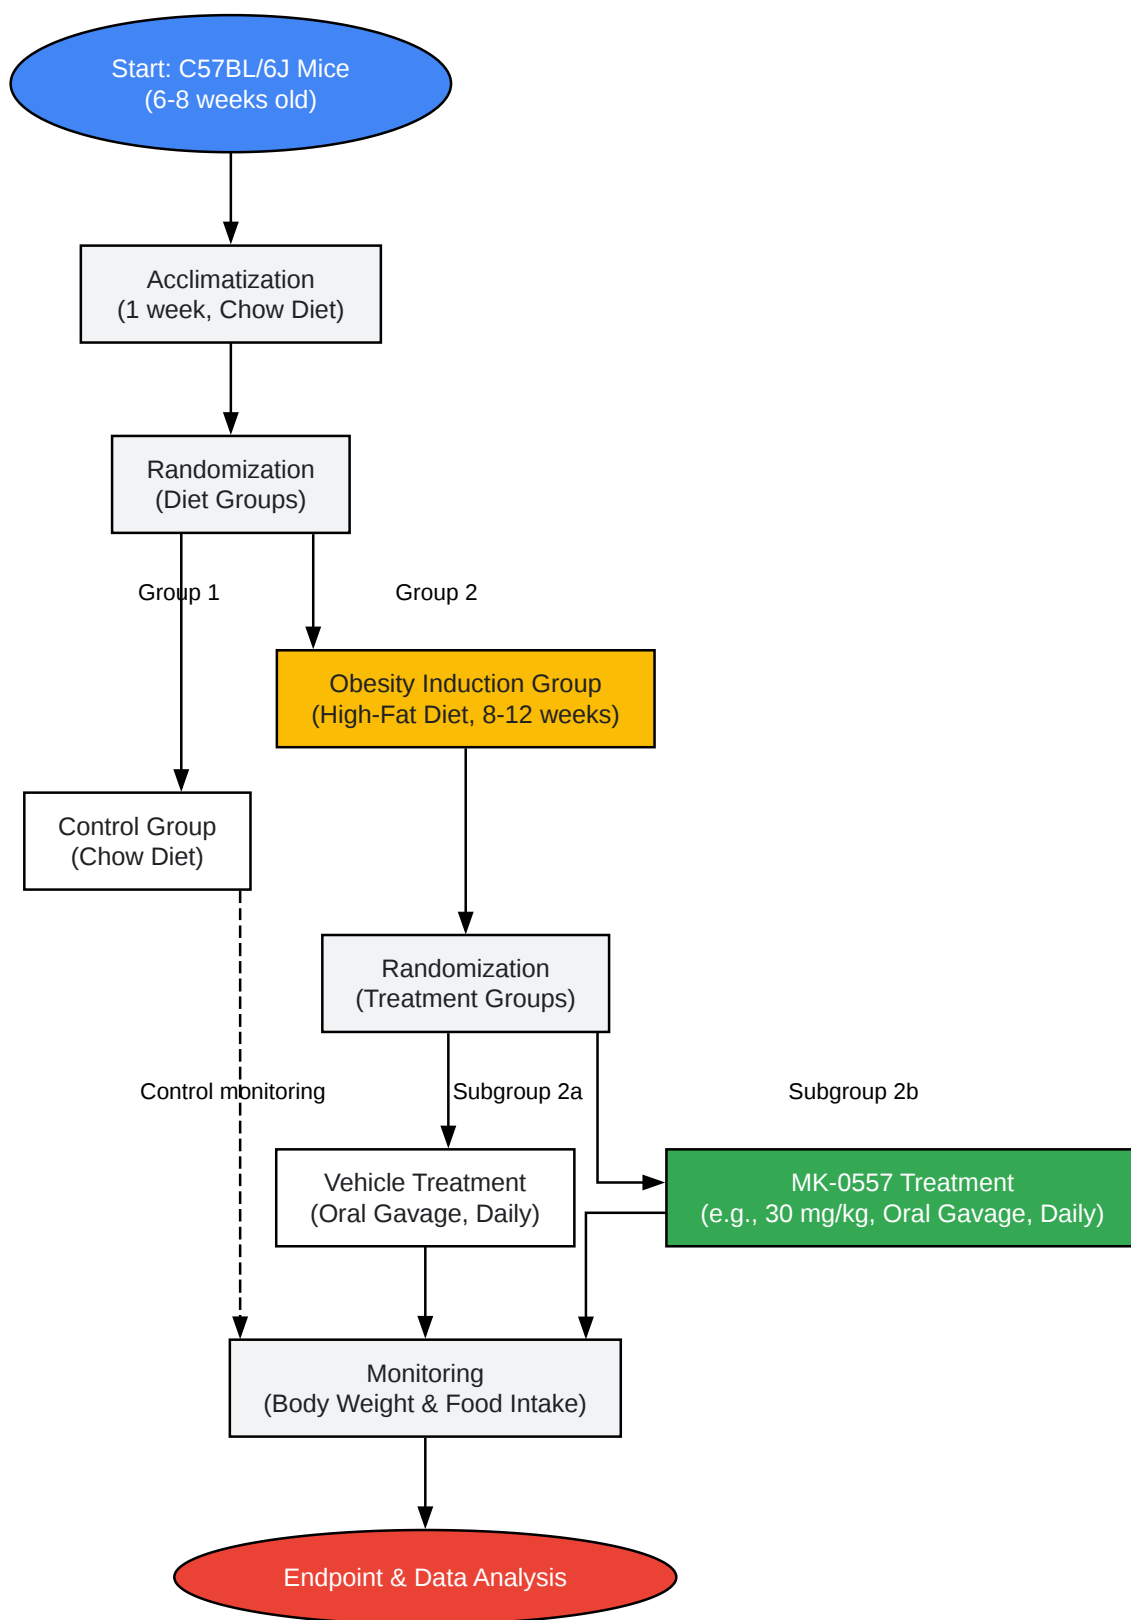 Start: C57BL/6J Mice
(6-8 weeks old)
Acclimatization
(1 week, Chow Diet)
Randomization
(Diet Groups)
Group 1
Group 2
Obesity Induction Group
(High-Fat Diet, 8-12 weeks)
Control Group
(Chow Diet)
Randomization
(Treatment Groups)
Control monitoring
Subgroup 2a
Subgroup 2b
Vehicle Treatment
(Oral Gavage, Daily)
MK-0557 Treatment
(e.g., 30 mg/kg, Oral Gavage, Daily)
Monitoring
(Body Weight & Food Intake)
Endpoint & Data Analysis